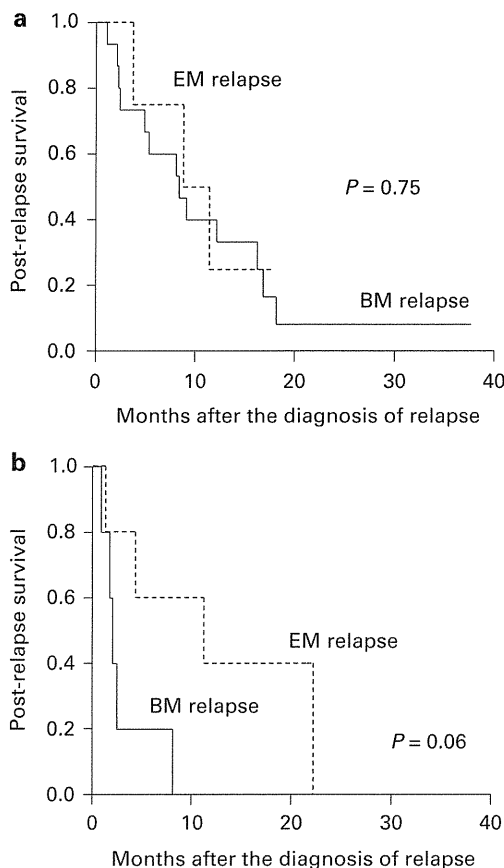 a
1.0
0.8
0.6
0.4
0.2
0.0
Post-relapse survival
EM relapse
P = 0.75
BM relapse
0 10 20 30 40
Months after the diagnosis of relapse
b
1.0
0.8
0.6
0.4
0.2
0.0
Post-relapse survival
EM relapse
BM relapse
P = 0.06
0 10 20 30 40
Months after the diagnosis of relapse